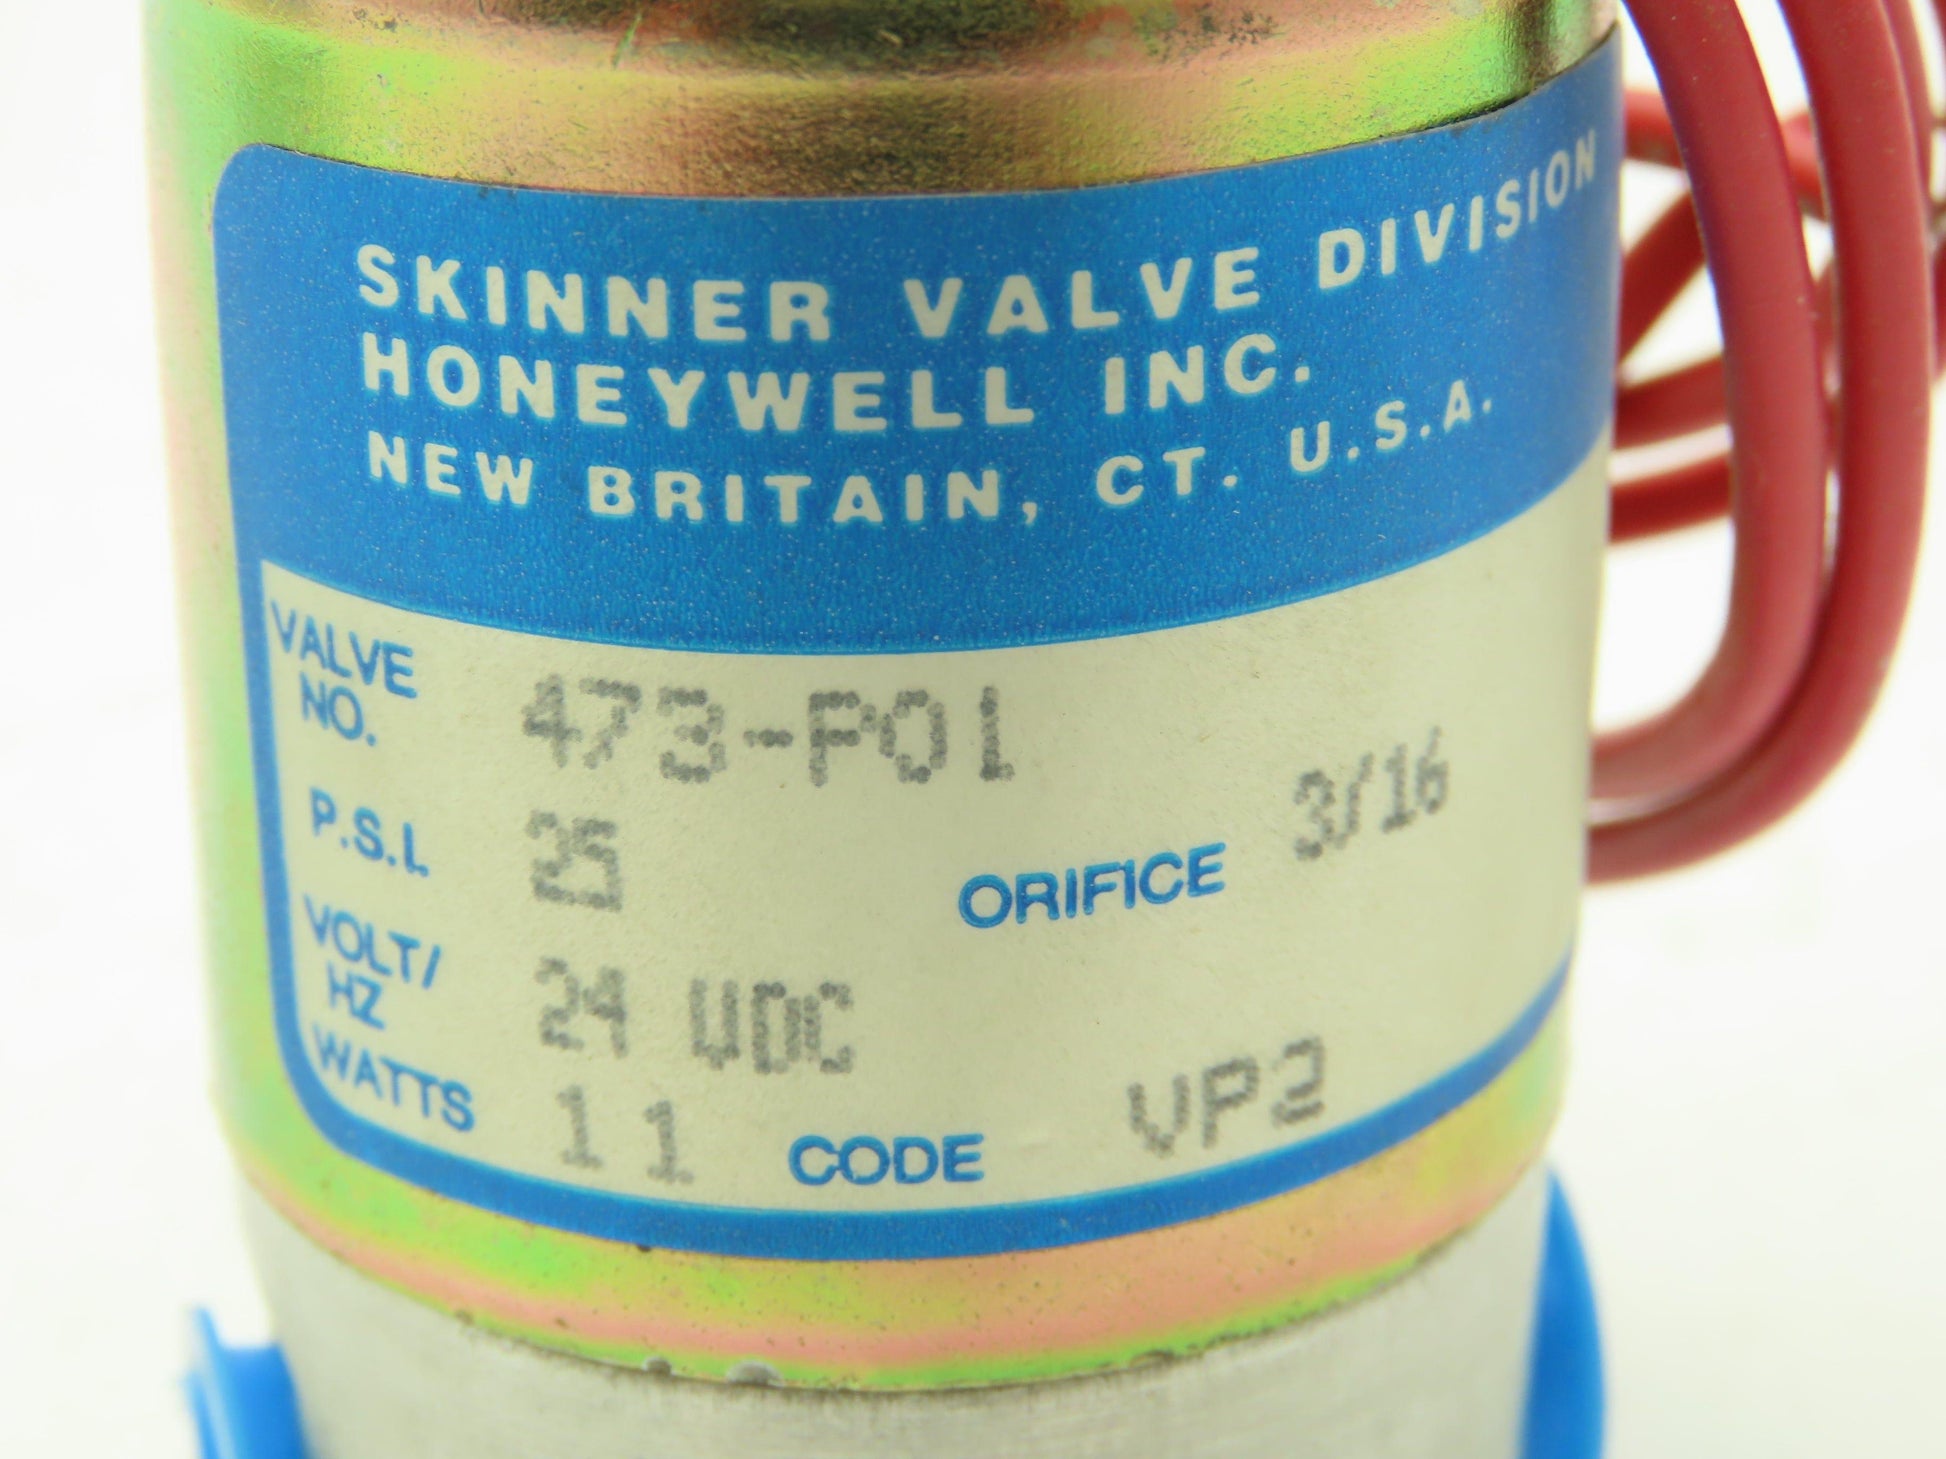 SKINNER VALVE DIVISION
HONEYWELL INC.
NEW BRITAIN, CT. U.S.A.
VALVE NO. 473-P01
P.S.I. 25 ORIFICE 3/16
VOLT/HZ 24 VDC
WATTS 11 CODE VP2